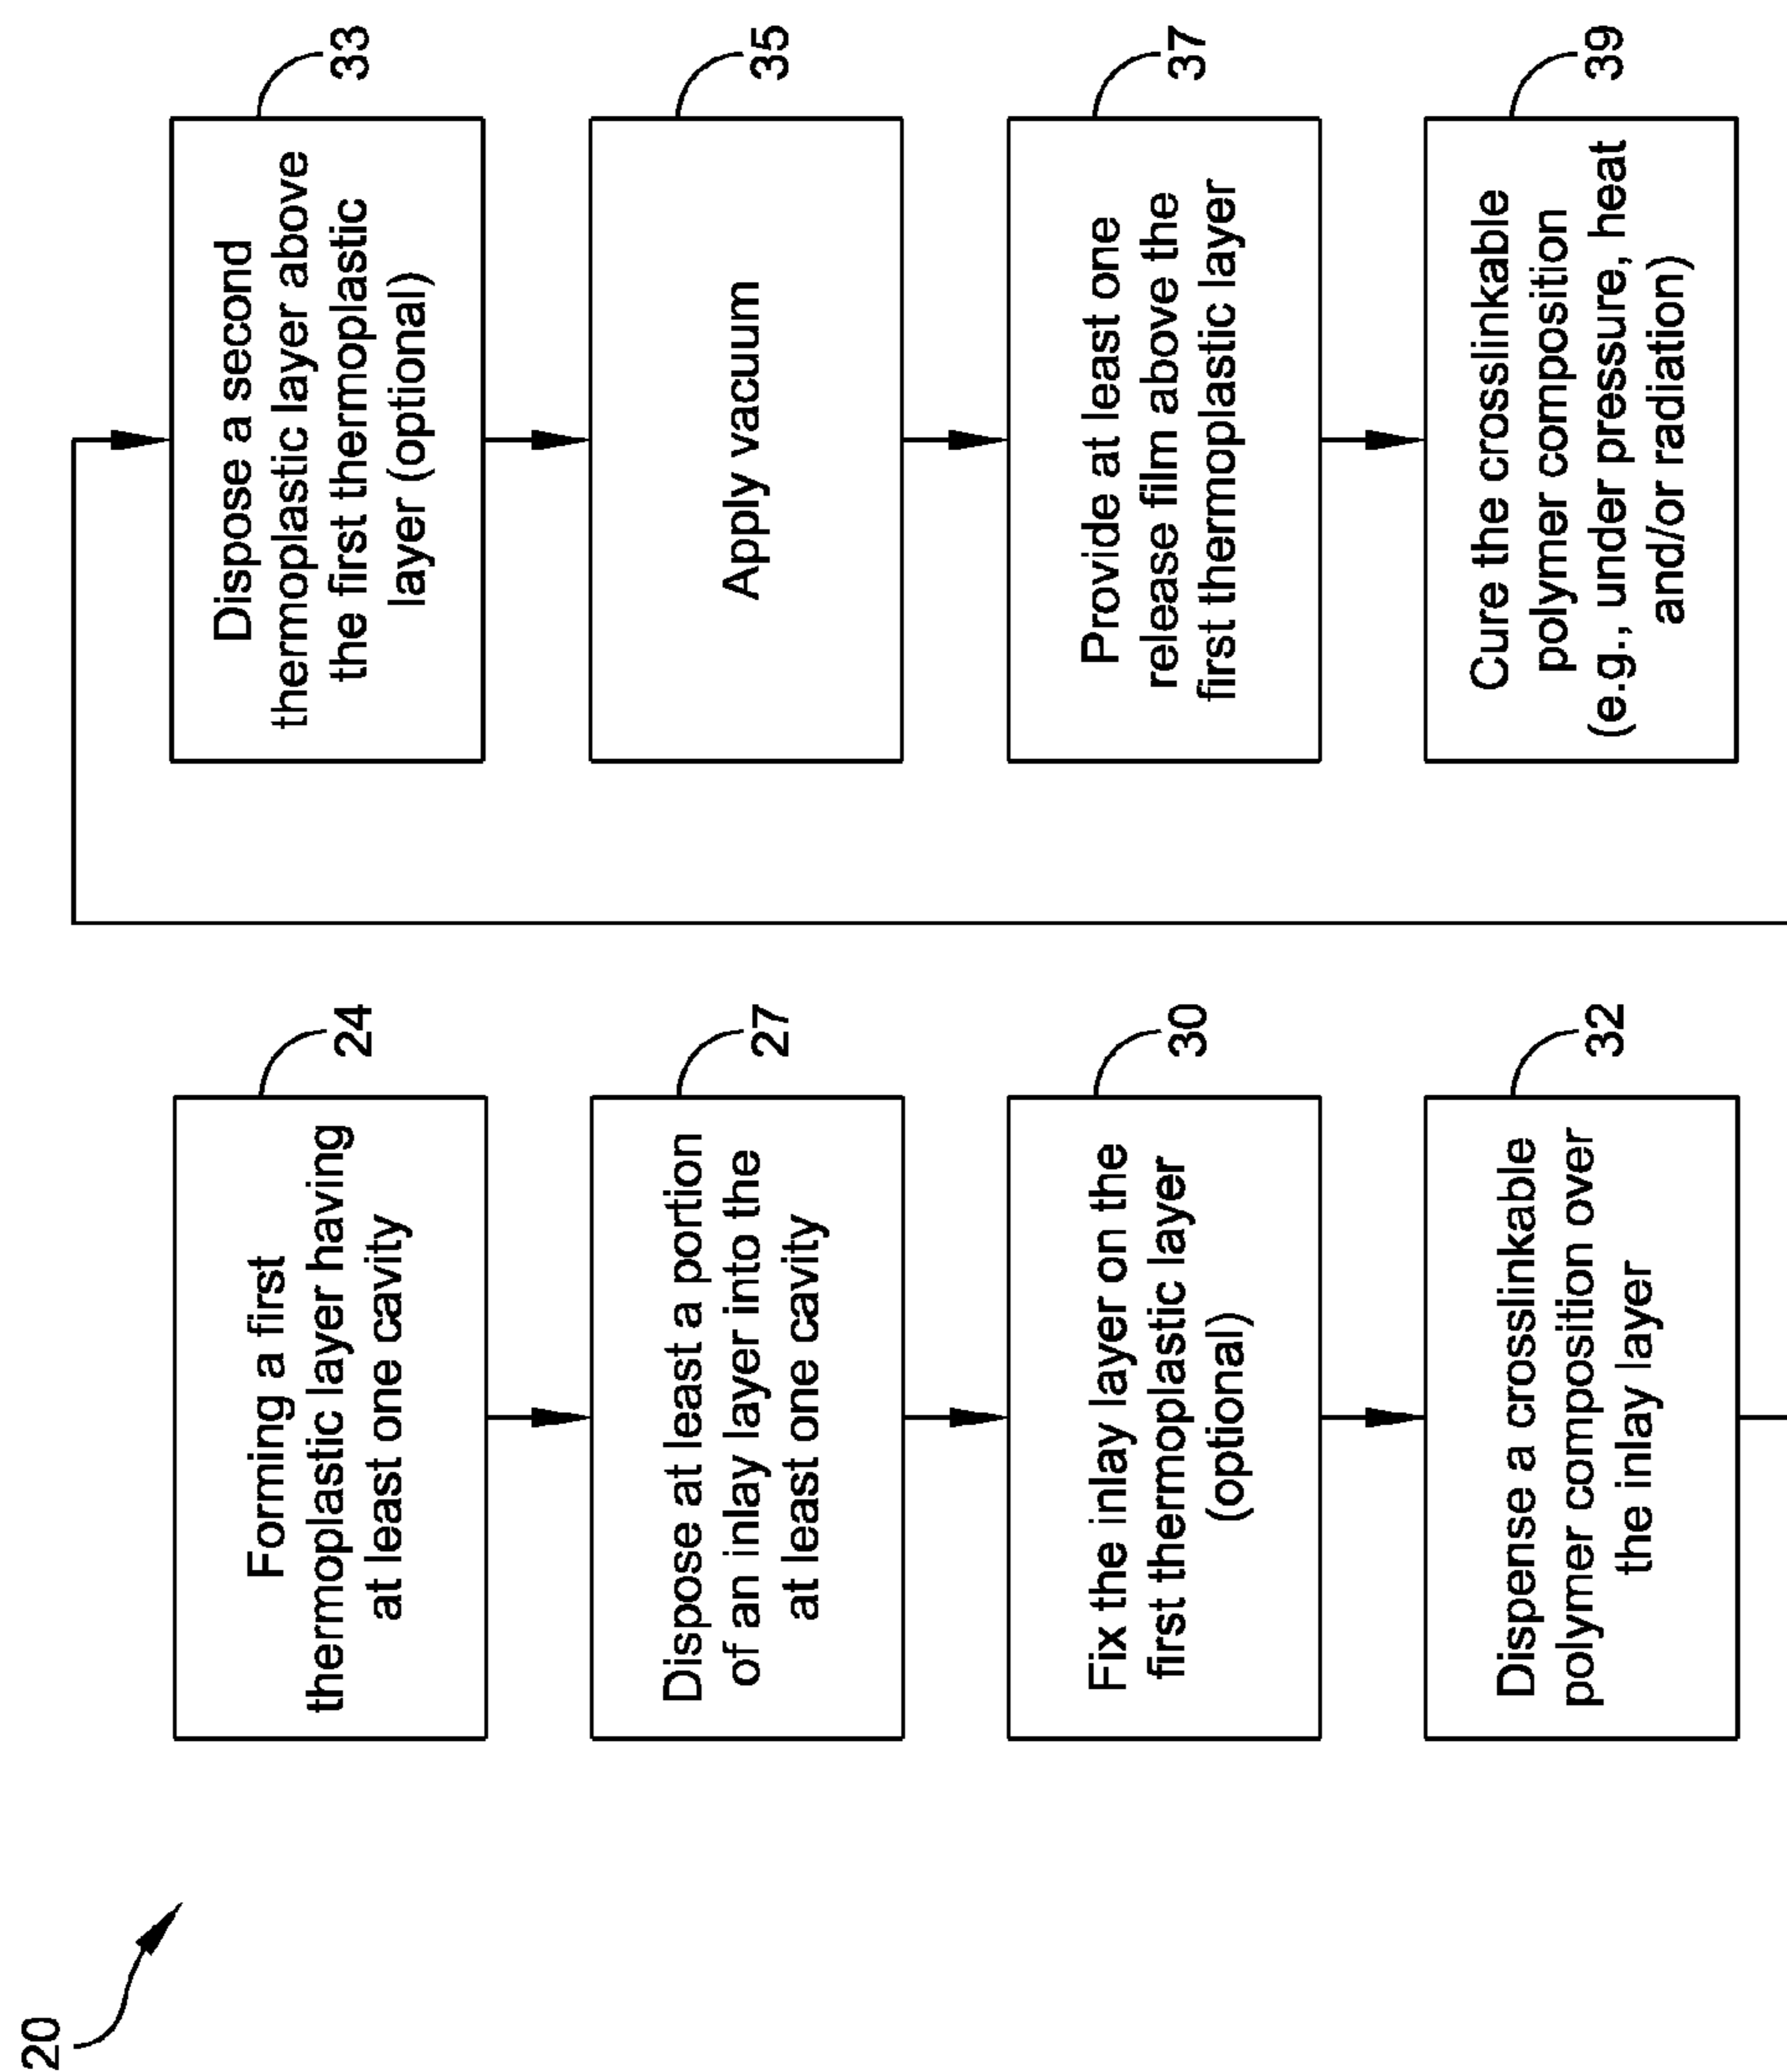 20
24
Forming a first
thermoplastic layer having
at least one cavity
27
Dispose at least a portion
of an inlay layer into the
at least one cavity
30
Fix the inlay layer on the
first thermoplastic layer
(optional)
32
Dispense a crosslinkable
polymer composition over
the inlay layer
33
Dispose a second
thermoplastic layer above
the first thermoplastic
layer (optional)
35
Apply vacuum
37
Provide at least one
release film above the
first thermoplastic layer
39
Cure the crosslinkable
polymer composition
(e.g., under pressure, heat
and/or radiation)